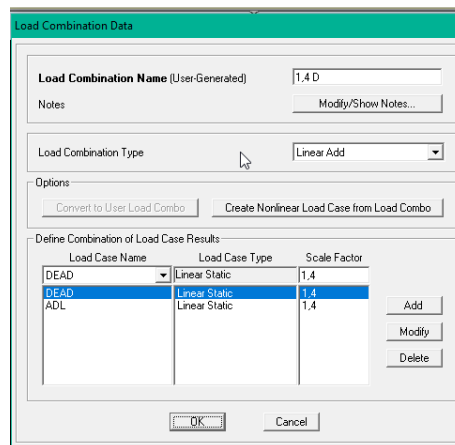 Load Combination Data
Load Combination Name (User-Generated) 1,4 D
Notes Modify/Show Notes...
Load Combination Type Linear Add
Options
Convert to User Load Combo Create Nonlinear Load Case from Load Combo
Define Combination of Load Case Results
Load Case Name Load Case Type Scale Factor
DEAD Linear Static 1,4
DEAD Linear Static 1,4
ADL Linear Static 1,4
Add
Modify
Delete
OK Cancel